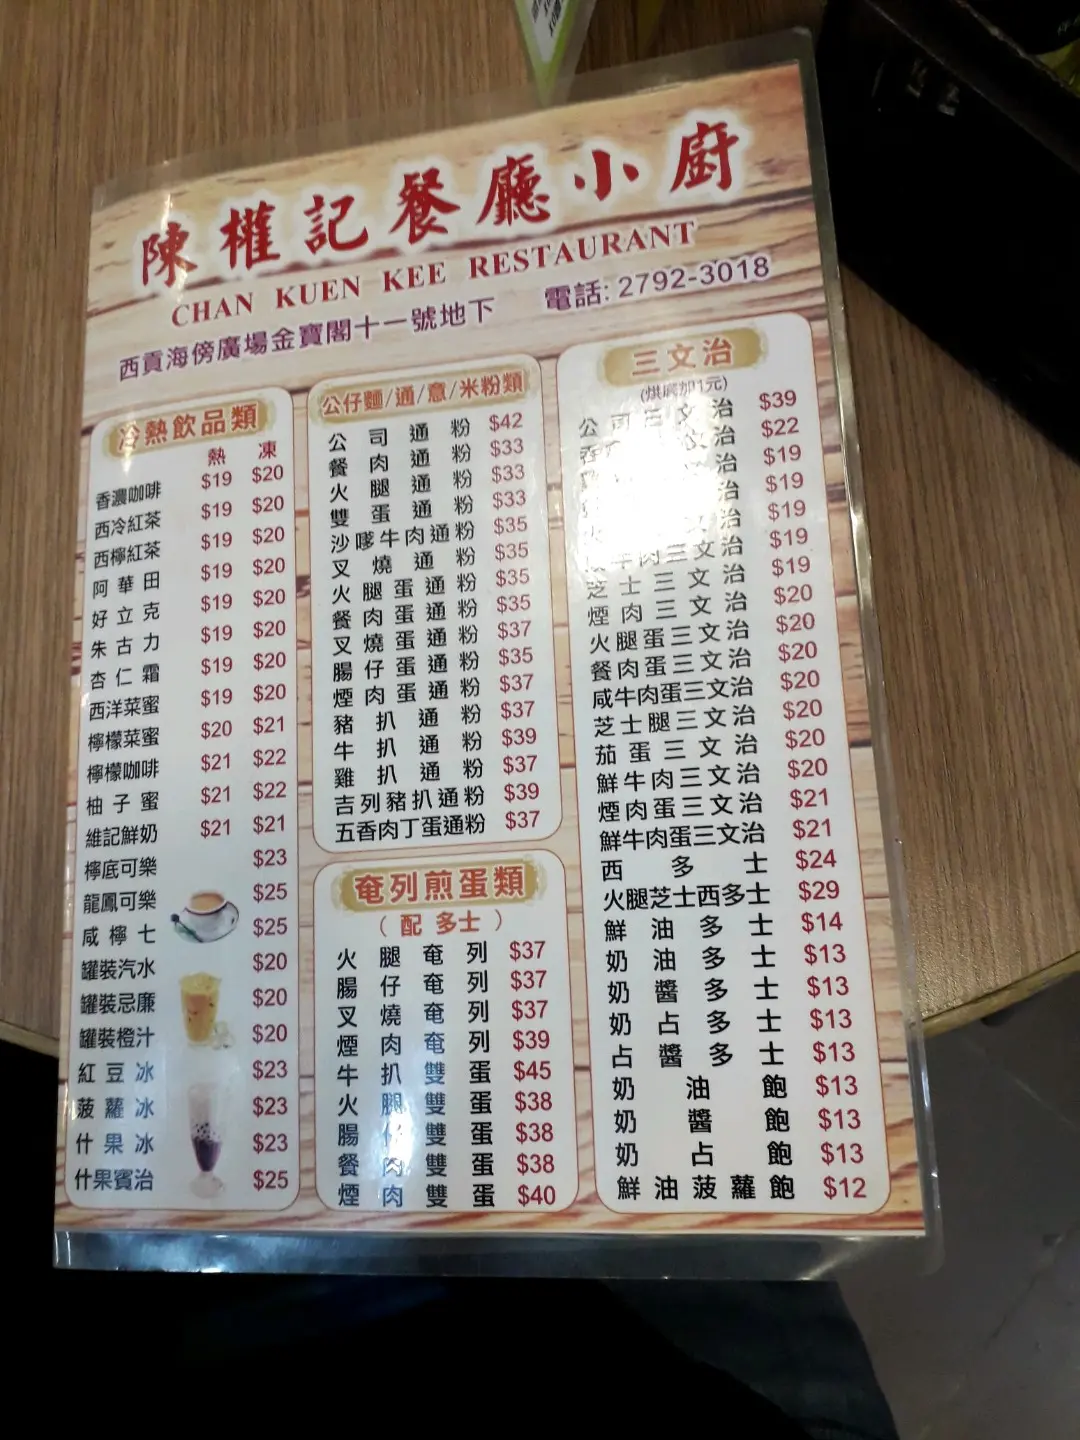 陳權記餐廳小廚
CHAN KUEN KEE RESTAURANT
西貢海傍廣場金寶閣十一號地下 電話: 2792-3018
冷熱飲品類
熱 凍
香濃咖啡 $19 $20
西冷紅茶 $19 $20
西檸紅茶 $19 $20
阿華田 $19 $20
好立克 $19 $20
朱古力 $19 $20
杏仁霜 $19 $20
西洋菜蜜 $19 $20
檸檬菜蜜 $20 $21
檸檬咖啡 $21 $22
柚子蜜 $21 $22
維記鮮奶 $21 $21
檸底可樂 $23
龍鳳可樂 $25
咸檸七 $25
罐裝汽水 $20
罐裝忌廉 $20
罐裝橙汁 $20
紅豆冰 $23
菠蘿冰 $23
什果冰 $23
什果賓治 $25
公仔麵/通/意/米粉類
公司通粉 $42
餐肉通粉 $33
火腿通粉 $33
雙蛋通粉 $33
沙嗲牛肉通粉 $35
叉燒通粉 $35
火腿蛋通粉 $35
餐肉蛋通粉 $35
叉燒蛋通粉 $37
腸仔蛋通粉 $35
煙肉蛋通粉 $37
豬扒通粉 $37
牛扒通粉 $39
雞扒通粉 $37
吉列豬扒通粉 $39
五香肉丁蛋通粉 $37
奄列煎蛋類
( 配 多士 )
火腿奄列 $37
腸仔奄列 $37
叉燒奄列 $37
煙肉奄列 $39
牛扒雙蛋 $45
火腿雙蛋 $38
腸仔雙蛋 $38
餐肉雙蛋 $38
煙肉雙蛋 $40
三文治
(烘底加1元)
公司三文治 $39
文治 $22
治 $19
治 $19
文治 $19
牛肉三文治 $19
芝士三文治 $19
煙肉三文治 $20
火腿蛋三文治 $20
餐肉蛋三文治 $20
咸牛肉蛋三文治 $20
芝士腿三文治 $20
茄蛋三文治 $20
鮮牛肉三文治 $20
煙肉蛋三文治 $21
鮮牛肉蛋三文治 $21
西多士 $24
火腿芝士西多士 $29
鮮油多士 $14
奶油多士 $13
奶醬多士 $13
奶占多士 $13
占醬多士 $13
奶油飽 $13
奶醬飽 $13
奶占飽 $13
鮮油菠蘿飽 $12